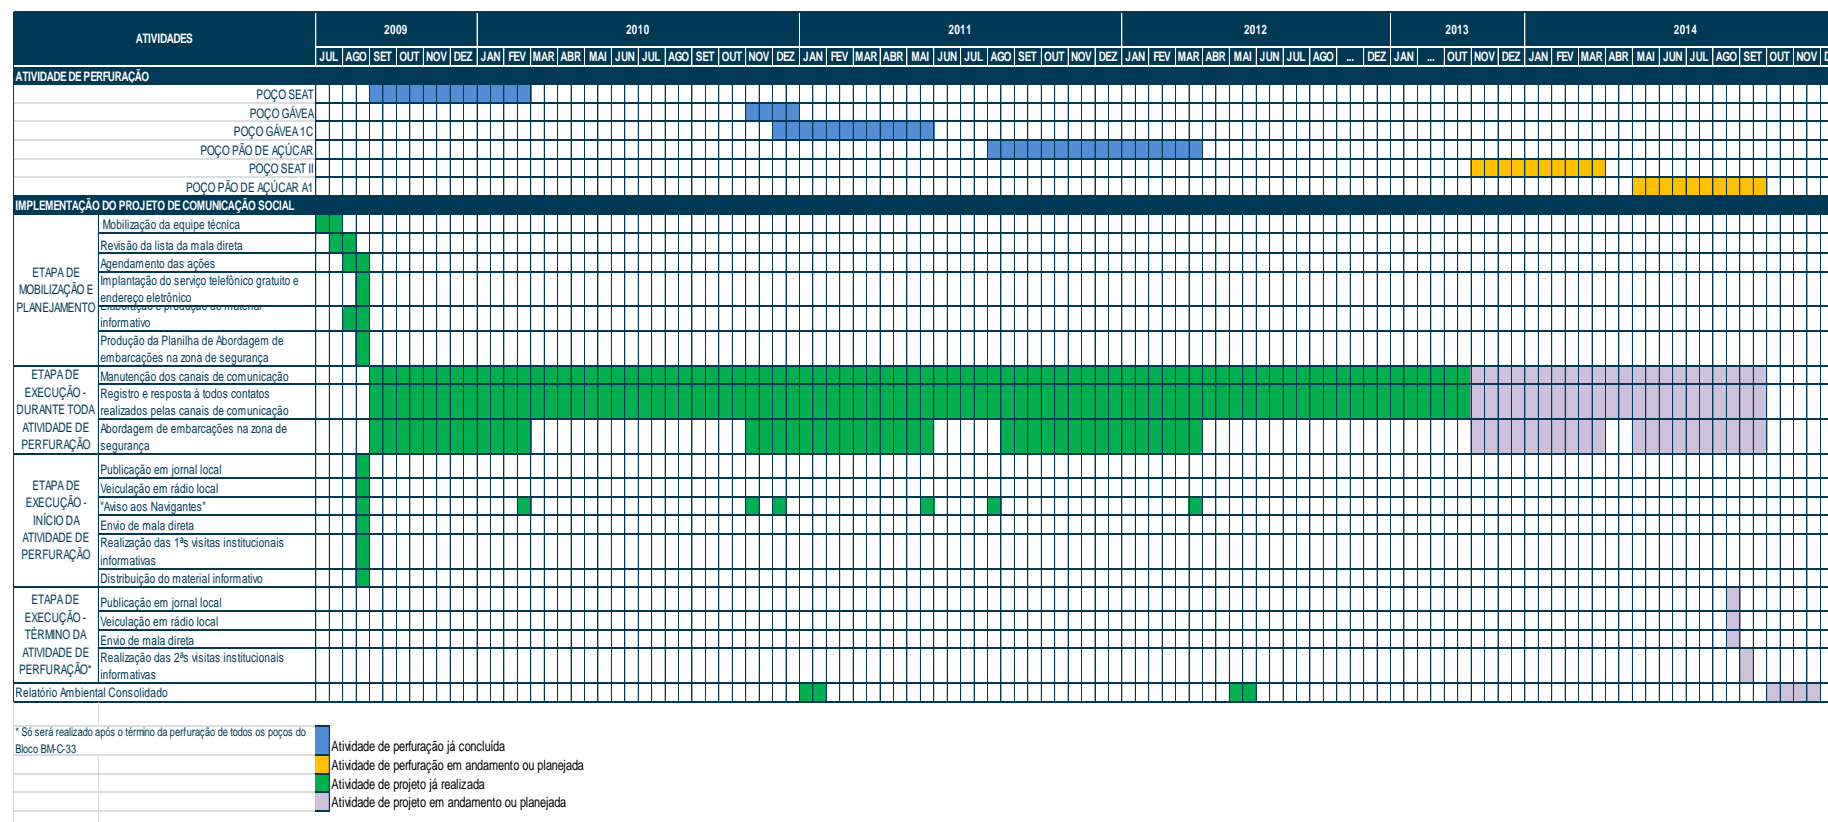 ATIVIDADES
2009 2010 2011 2012 2013 2014
JUL AGO SET OUT NOV DEZ JAN FEV MAR ABR MAI JUN JUL AGO SET OUT NOV DEZ JAN FEV MAR ABR MAI JUN JUL AGO SET OUT NOV DEZ JAN FEV MAR ABR MAI JUN JUL AGO ... DEZ JAN ... OUT NOV DEZ JAN FEV MAR ABR MAI JUN JUL AGO SET OUT NOV
ATIVIDADE DE PERFURAÇÃO
POÇO SEAT
POÇO GÁVEA
POÇO GÁVEA 1C
POÇO PÃO DE AÇÚCAR
POÇO SEAT II
POÇO PÃO DE AÇÚCAR A1
IMPLEMENTAÇÃO DO PROJETO DE COMUNICAÇÃO SOCIAL
ETAPA DE
MOBILIZAÇÃO E
PLANEJAMENTO
Mobilização da equipe técnica
Revisão da lista da mala direta
Agendamento das ações
Implantação do serviço telefônico gratuito e
endereço eletrônico
Elaboração e produção do material
informativo
Produção da Planilha de Abordagem de
embarcações na zona de segurança
ETAPA DE
EXECUÇÃO -
DURANTE TODA
ATIVIDADE DE
PERFURAÇÃO
Manutenção dos canais de comunicação
Registro e resposta à todos contatos
realizados pelas canais de comunicação
Abordagem de embarcações na zona de
segurança
ETAPA DE
EXECUÇÃO -
INÍCIO DA
ATIVIDADE DE
PERFURAÇÃO
Publicação em jornal local
Veiculação em rádio local
"Aviso aos Navigantes"
Envio de mala direta
Realização das 1ªs visitas institucionais
informativas
Distribuição do material informativo
ETAPA DE
EXECUÇÃO -
TÉRMINO DA
ATIVIDADE DE
PERFURAÇÃO*
Publicação em jornal local
Veiculação em rádio local
Envio de mala direta
Realização das 2ªs visitas institucionais
informativas
Relatório Ambiental Consolidado
* Só será realizado após o término da perfuração de todos os poços do
Bloco BM-C-33
Atividade de perfuração já concluída
Atividade de perfuração em andamento ou planejada
Atividade de projeto já realizada
Atividade de projeto em andamento ou planejada